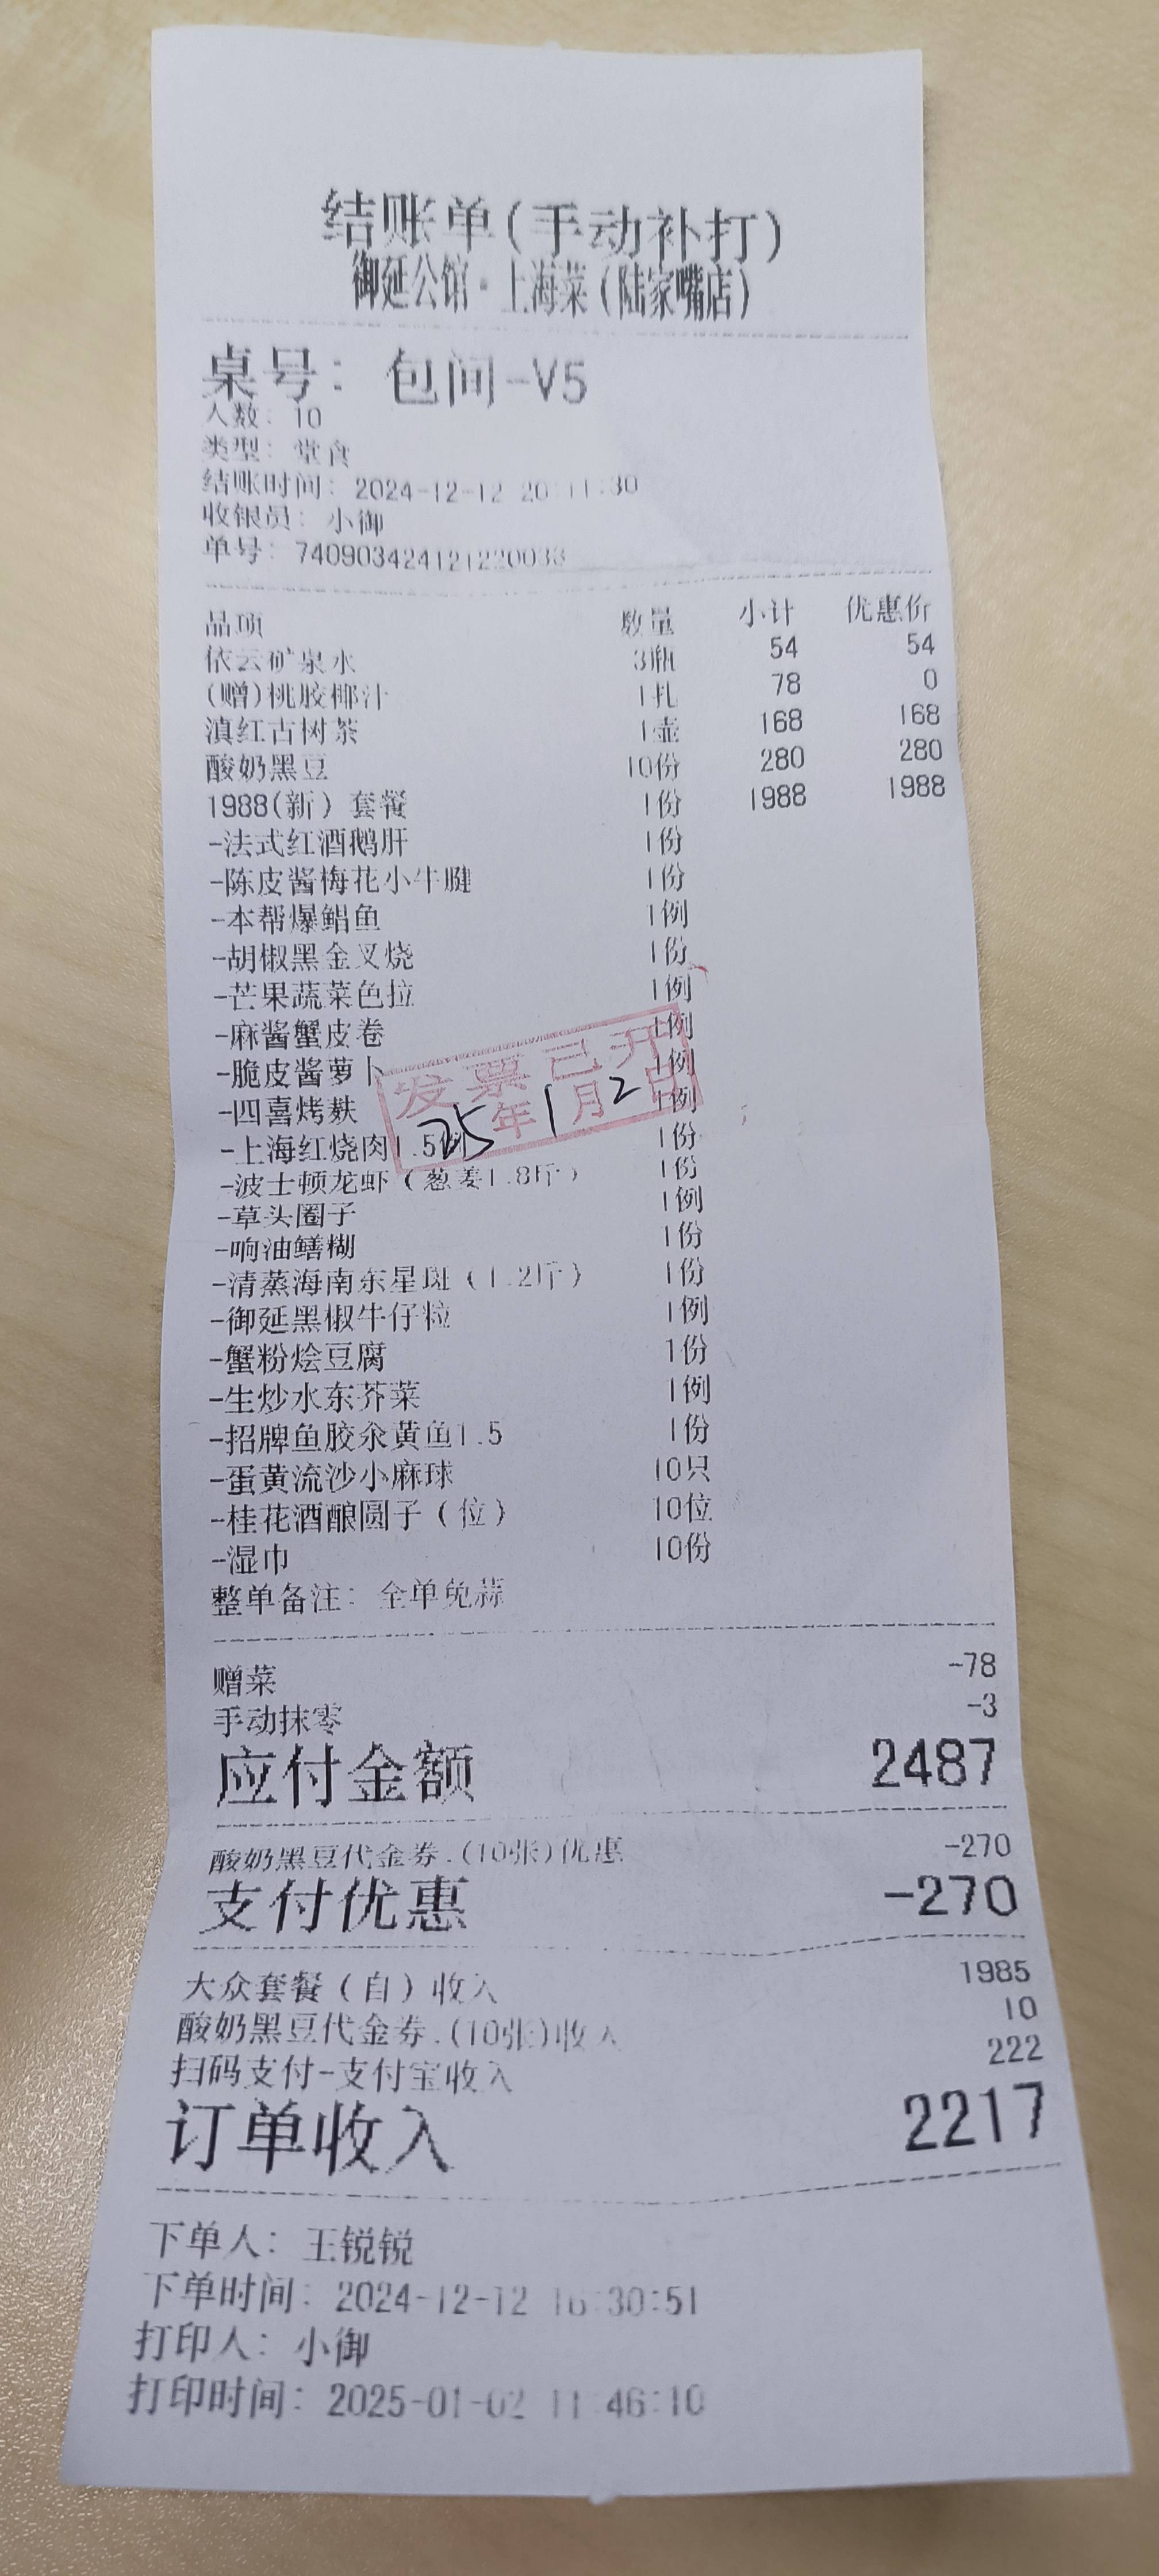 结账单(手动补打)
御延公馆·上海菜(陆家嘴店)
桌号: 包间-V5
人数: 10
类型: 堂食
结账时间: 2024-12-12 20:11:30
收银员: 小御
单号: 740903424121220033
品项 数量 小计 优惠价
依云矿泉水 3瓶 54 54
(赠)桃胶椰汁 1扎 78 0
滇红古树茶 1壶 168 168
酸奶黑豆 10份 280 280
1988(新) 套餐 1份 1988 1988
-法式红酒鹅肝 1份
-陈皮酱梅花小牛腱 1份
-本帮爆鲳鱼 1例
-胡椒黑金叉烧 1份
-芒果蔬菜色拉 1例
-麻酱蟹皮卷 1例
-脆皮酱萝卜 1例
-四喜烤麸 1例
发票已开
25年1月2日
-上海红烧肉1.5例 1份
-波士顿龙虾(葱姜1.8斤) 1份
-草头圈子 1例
-响油鳝糊 1份
-清蒸海南东星斑(1.2斤) 1份
-御延黑椒牛仔粒 1例
-蟹粉烩豆腐 1份
-生炒水东芥菜 1例
-招牌鱼胶汆黄鱼1.5 1份
-蛋黄流沙小麻球 10只
-桂花酒酿圆子(位) 10位
-湿巾 10份
整单备注: 全单免蒜
赠菜 -78
手动抹零 -3
应付金额 2487
酸奶黑豆代金券.(10张)优惠 -270
支付优惠 -270
大众套餐(自)收入 1985
酸奶黑豆代金券.(10张)收入 10
扫码支付-支付宝收入 222
订单收入 2217
下单人: 王锐锐
下单时间: 2024-12-12 16:30:51
打印人: 小御
打印时间: 2025-01-02 11:46:10